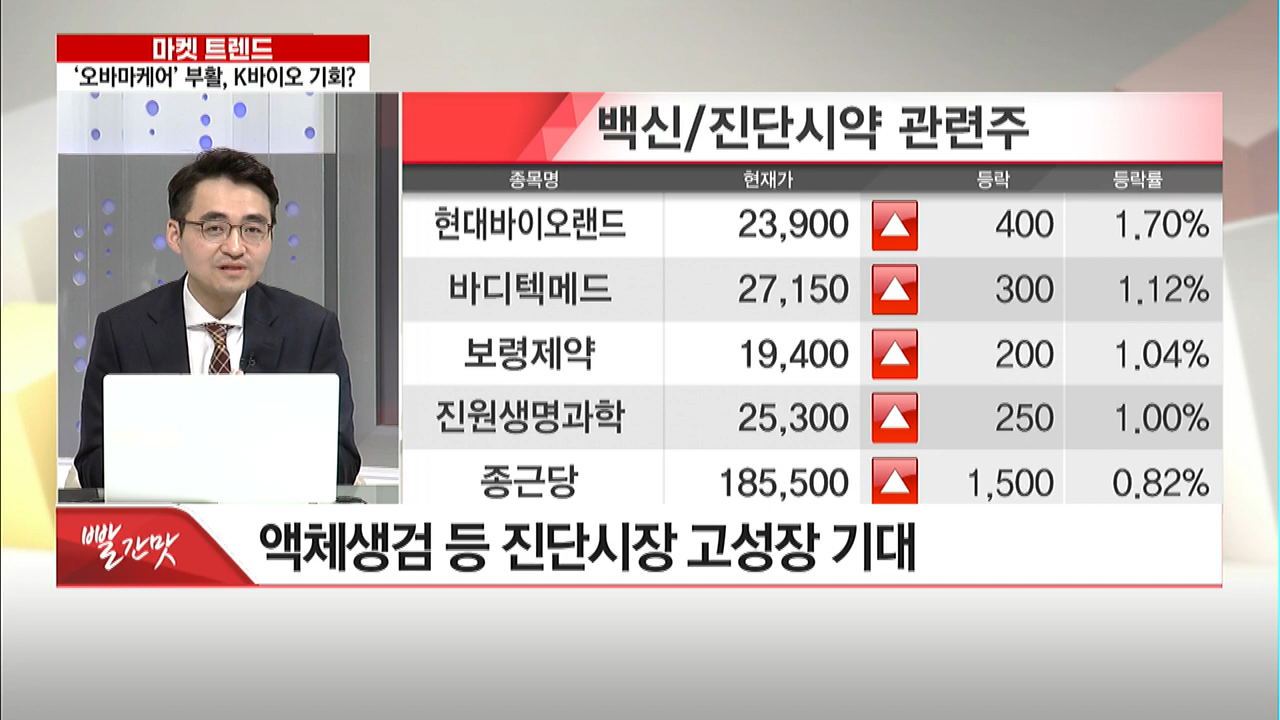 마켓 트렌드
‘오바마케어’ 부활, K바이오 기회?
백신/진단시약 관련주
종목명 현재가 등락 등락률
현대바이오랜드 23,900 400 1.70%
바디텍메드 27,150 300 1.12%
보령제약 19,400 200 1.04%
진원생명과학 25,300 250 1.00%
종근당 185,500 1,500 0.82%
빨간맛
액체생검 등 진단시장 고성장 기대